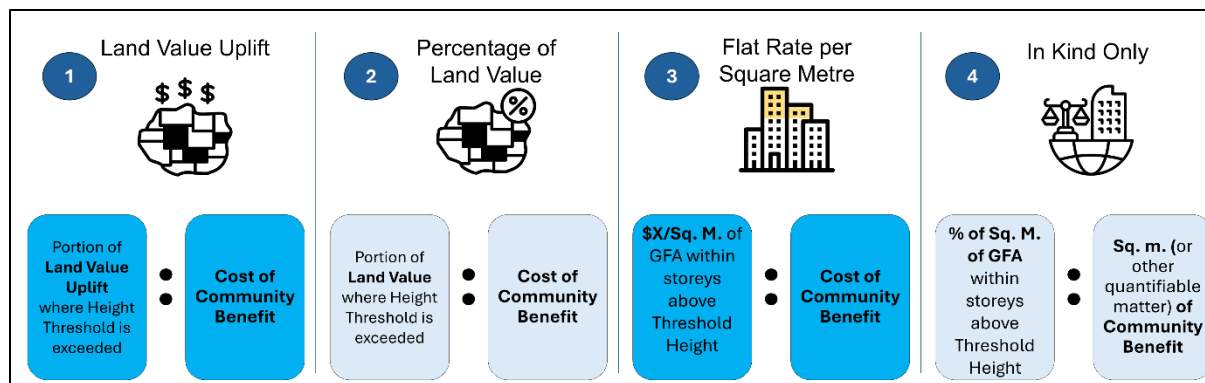 1
Land Value Uplift
$ $ $
Portion of
Land Value
Uplift
where Height
Threshold is
exceeded
:
Cost of
Community
Benefit
2
Percentage of
Land Value
%
Portion of
Land Value
where Height
Threshold is
exceeded
:
Cost of
Community
Benefit
3
Flat Rate per
Square Metre
$X/Sq. M. of
GFA within
storeys
above
Threshold
Height
:
Cost of
Community
Benefit
4
In Kind Only
% of Sq. M.
of GFA
within
storeys
above
Threshold
Height
:
Sq. m. (or
other
quantifiable
matter) of
Community
Benefit